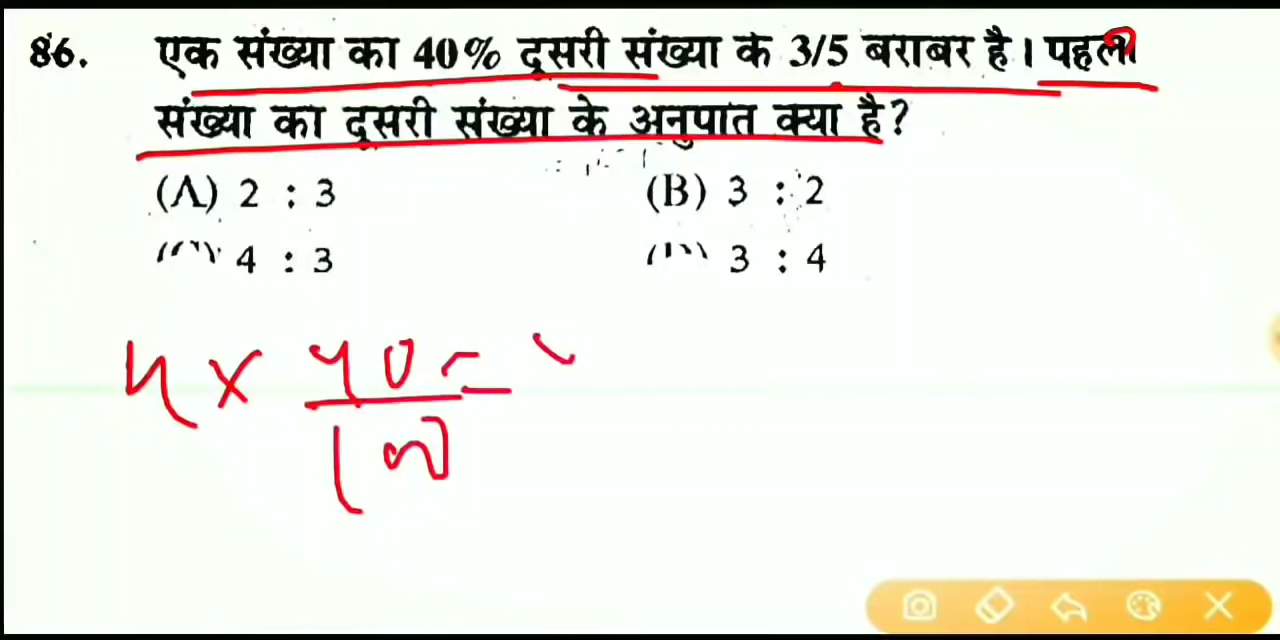 86. एक संख्या का 40% दूसरी संख्या के 3/5 बराबर है। पहली
संख्या का दूसरी संख्या के अनुपात क्या है?
(A) 2 : 3 (B) 3 : 2
(C) 4 : 3 (D) 3 : 4
x × 40 =
100